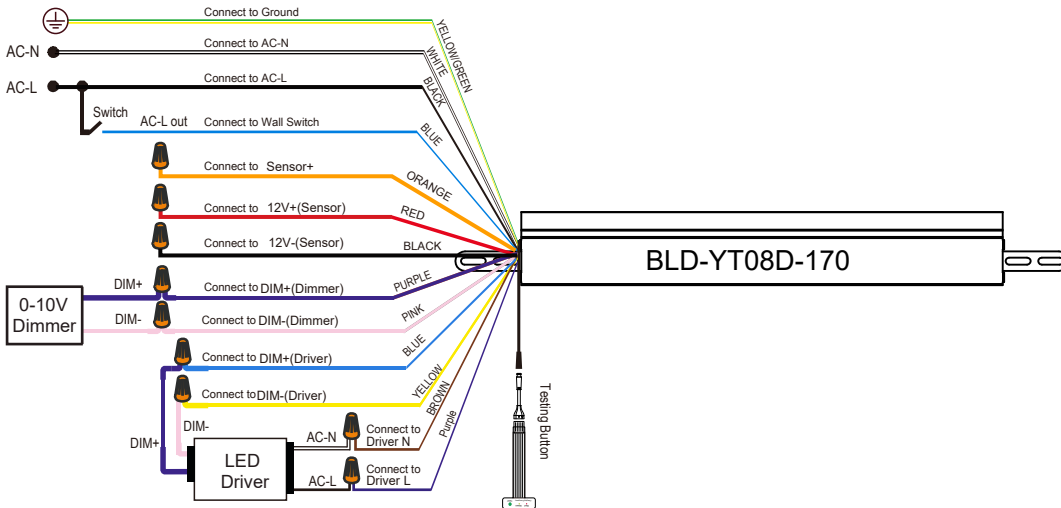 Connect to Ground
YELLOW/GREEN
AC-N
Connect to AC-N
WHITE
AC-L
Connect to AC-L
BLACK
Switch
AC-L out
Connect to Wall Switch
BLUE
Connect to Sensor+
ORANGE
Connect to 12V+(Sensor)
RED
Connect to 12V-(Sensor)
BLACK
BLD-YT08D-170
DIM+
Connect to DIM+(Dimmer)
PURPLE
0-10V
Dimmer
DIM-
Connect to DIM-(Dimmer)
PINK
Connect to DIM+(Driver)
BLUE
Connect to DIM-(Driver)
YELLOW
BROWN
Purple
Testing Button
DIM+
DIM-
LED
Driver
AC-N
Connect to
Driver N
AC-L
Connect to
Driver L